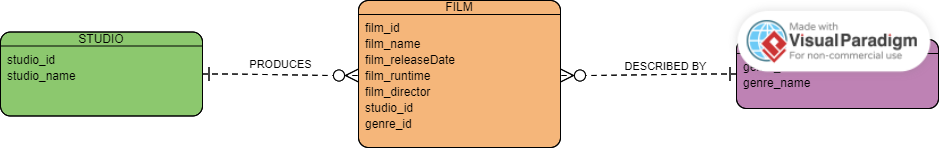 STUDIO
studio_id
studio_name
PRODUCES
FILM
film_id
film_name
film_releaseDate
film_runtime
film_director
studio_id
genre_id
DESCRIBED BY
Made with
Visual Paradigm
For non-commercial use
genre_name